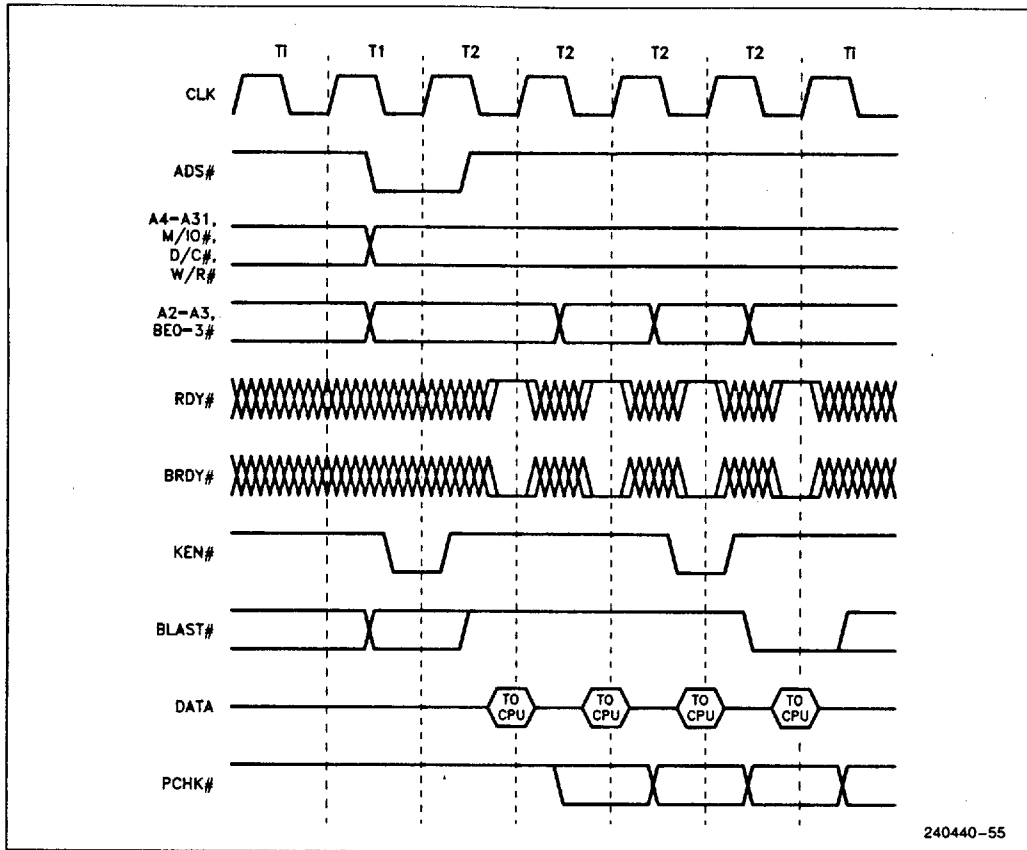 Ti T1 T2 T2 T2 T2 Ti
CLK
ADS#
A4-A31,
M/IO#,
D/C#,
W/R#
A2-A3,
BE0-3#
RDY#
BRDY#
KEN#
BLAST#
DATA
TO CPU
TO CPU
TO CPU
TO CPU
PCHK#
240440-55